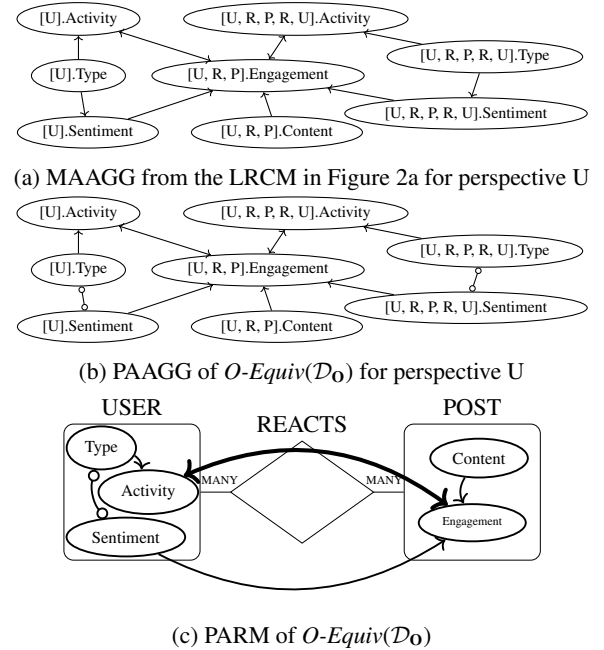 [U].Activity
[U, R, P, R, U].Activity
[U].Type
[U, R, P].Engagement
[U, R, P, R, U].Type
[U].Sentiment
[U, R, P].Content
[U, R, P, R, U].Sentiment
(a) MAAGG from the LRCM in Figure 2a for perspective U
[U].Activity
[U, R, P, R, U].Activity
[U].Type
[U, R, P].Engagement
[U, R, P, R, U].Type
[U].Sentiment
[U, R, P].Content
[U, R, P, R, U].Sentiment
(b) PAAGG of O-Equiv(𝒟_O) for perspective U
USER
REACTS
POST
Type
Content
Activity
MANY
MANY
Engagement
Sentiment
(c) PARM of O-Equiv(𝒟_O)